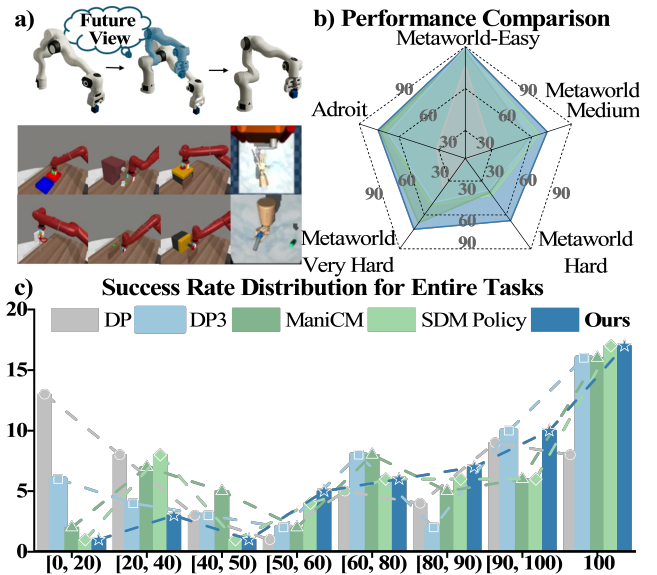 a)
Future
View
b) Performance Comparison
Metaworld-Easy
90
90
Metaworld
Medium
Adroit
60
60
30
30
30
30
30
90
60
60
90
60
90
Metaworld
Very Hard
Metaworld
Hard
c) Success Rate Distribution for Entire Tasks
20
DP
DP3
ManiCM
SDM Policy
Ours
15
10
5
0
[0, 20)
[20, 40)
[40, 50)
[50, 60)
[60, 80)
[80, 90)
[90, 100)
100